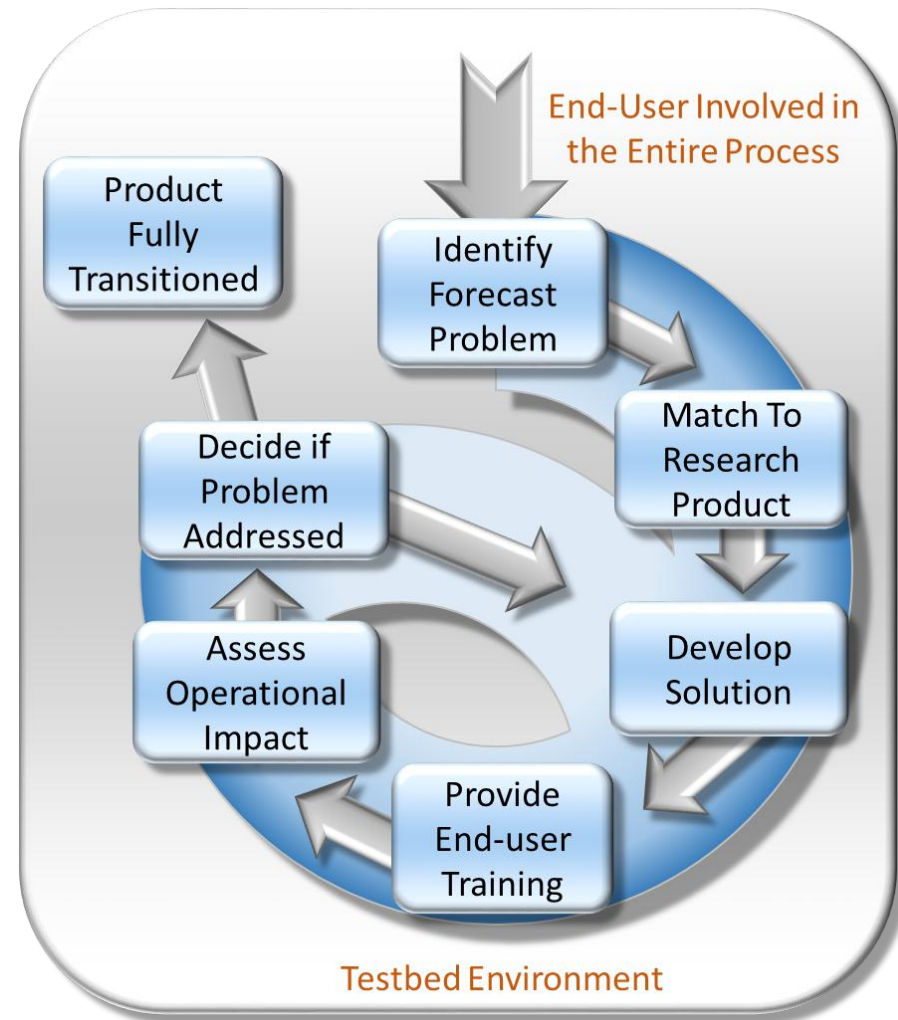 End-User Involved in
the Entire Process
Product
Fully
Transitioned
Identify
Forecast
Problem
Match To
Research
Product
Decide if
Problem
Addressed
Develop
Solution
Assess
Operational
Impact
Provide
End-user
Training
Testbed Environment